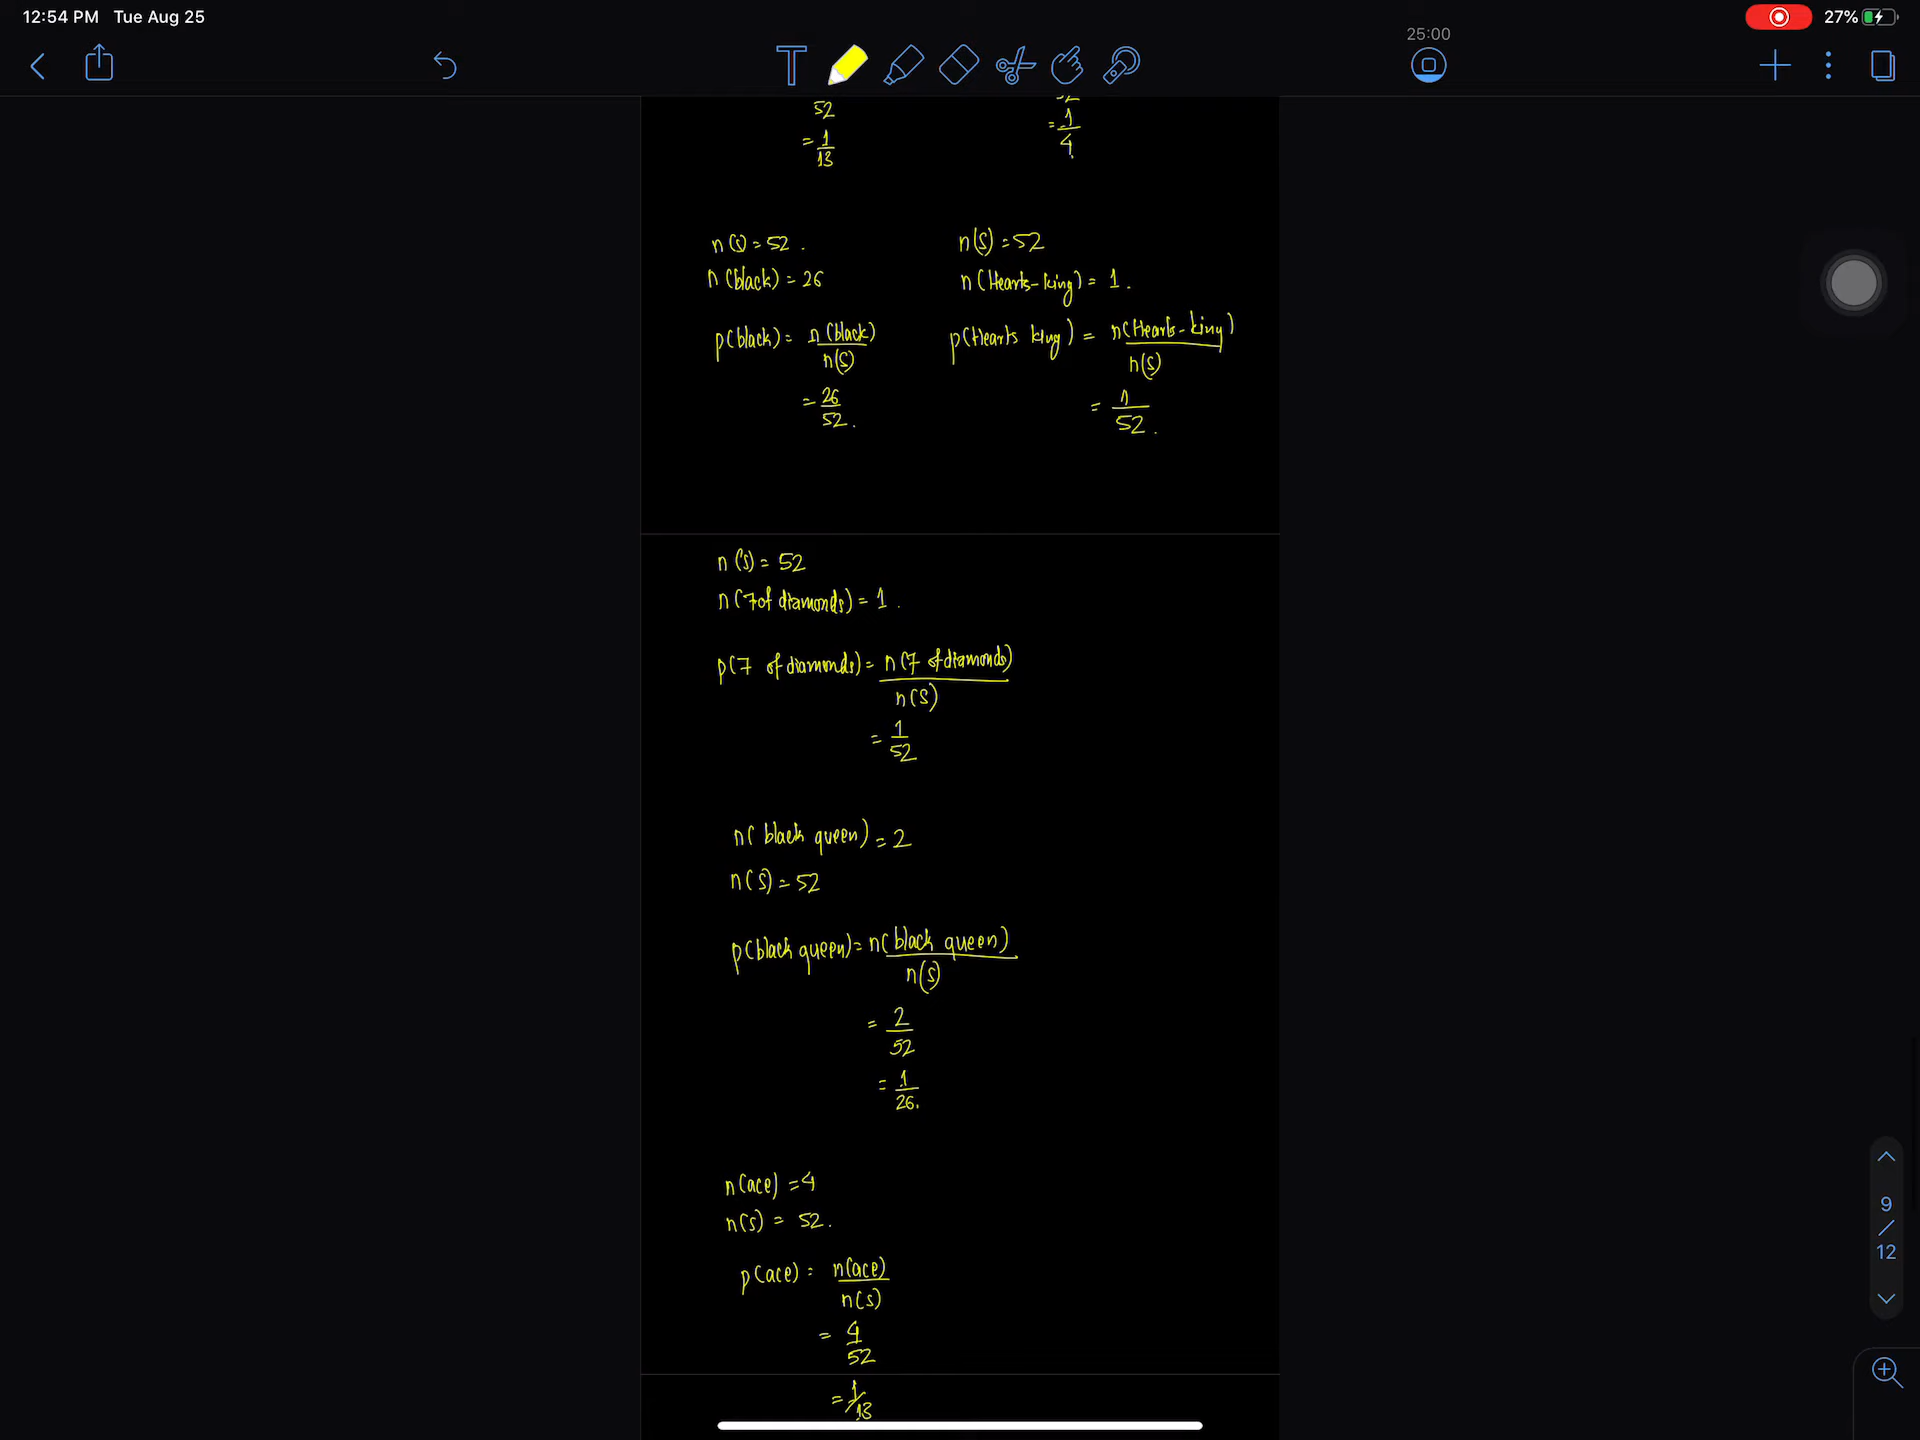 12:54 PM Tue Aug 25
27%
25:00
52
= 1/13
= 1/4
n(s) = 52 .
n(black) = 26
p(black) = n(black)/n(S)
= 26/52.
n(S) = 52
n(Hearts-king) = 1 .
p(Hearts king) = n(Hearts-king)/n(S)
= 1/52.
n(S) = 52
n(7 of diamonds) = 1 .
p(7 of diamonds) = n(7 of diamonds)/n(S)
= 1/52
n( black queen) = 2
n(S) = 52
p(black queen) = n(black queen)/n(S)
= 2/52
= 1/26.
n(ace) = 4
n(s) = 52.
p(ace) = n(ace)/n(s)
= 4/52
= 1/13
9
/
12